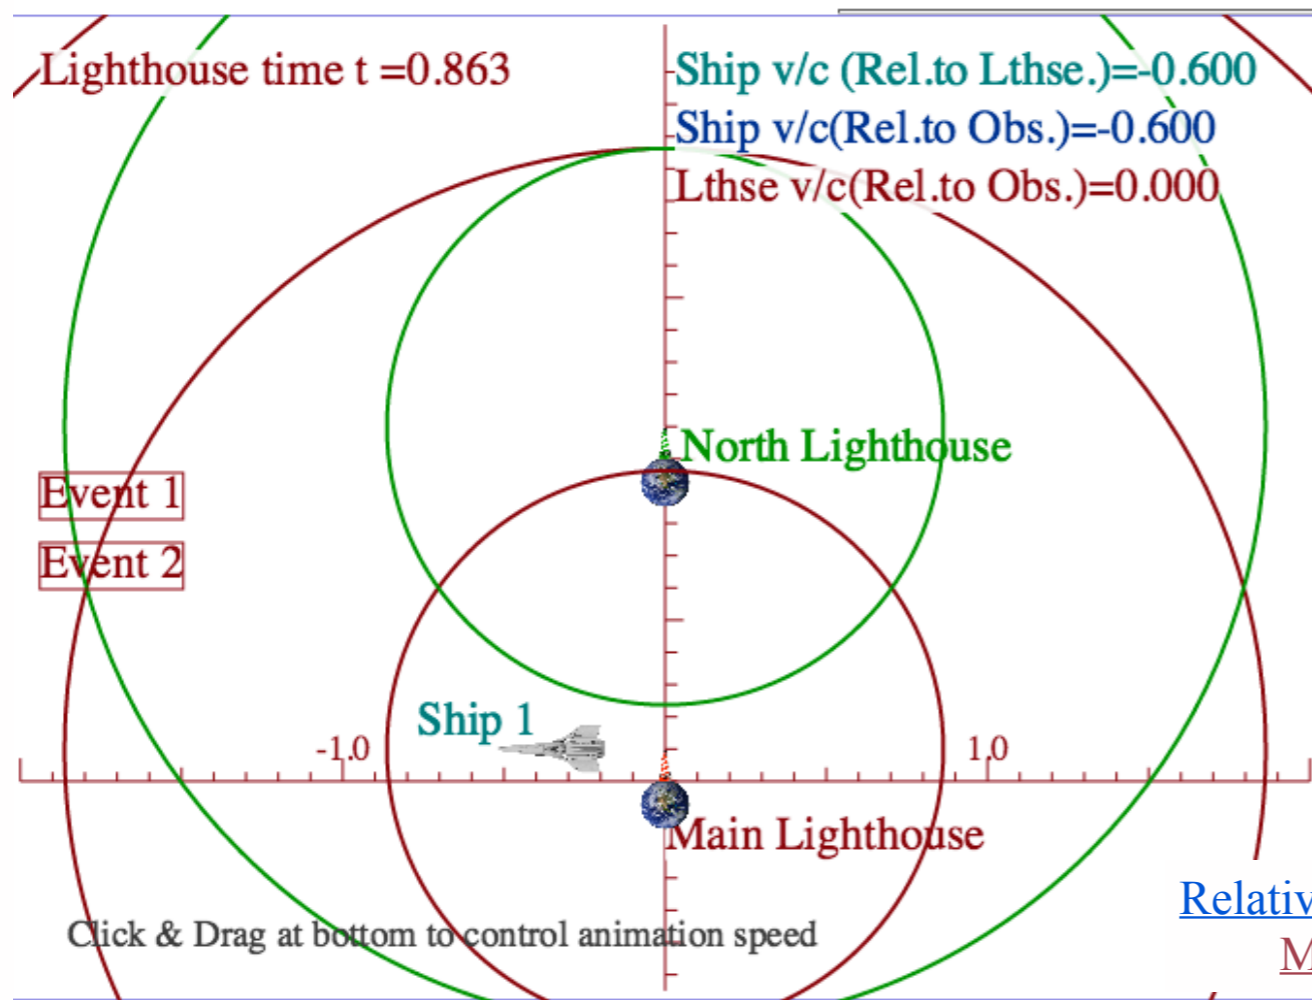 Lighthouse time t =0.863
Ship v/c (Rel.to Lthse.)=-0.600
Ship v/c(Rel.to Obs.)=-0.600
Lthse v/c(Rel.to Obs.)=0.000
North Lighthouse
Event 1
Event 2
Ship 1
-1.0
1.0
Main Lighthouse
Click & Drag at bottom to control animation speed